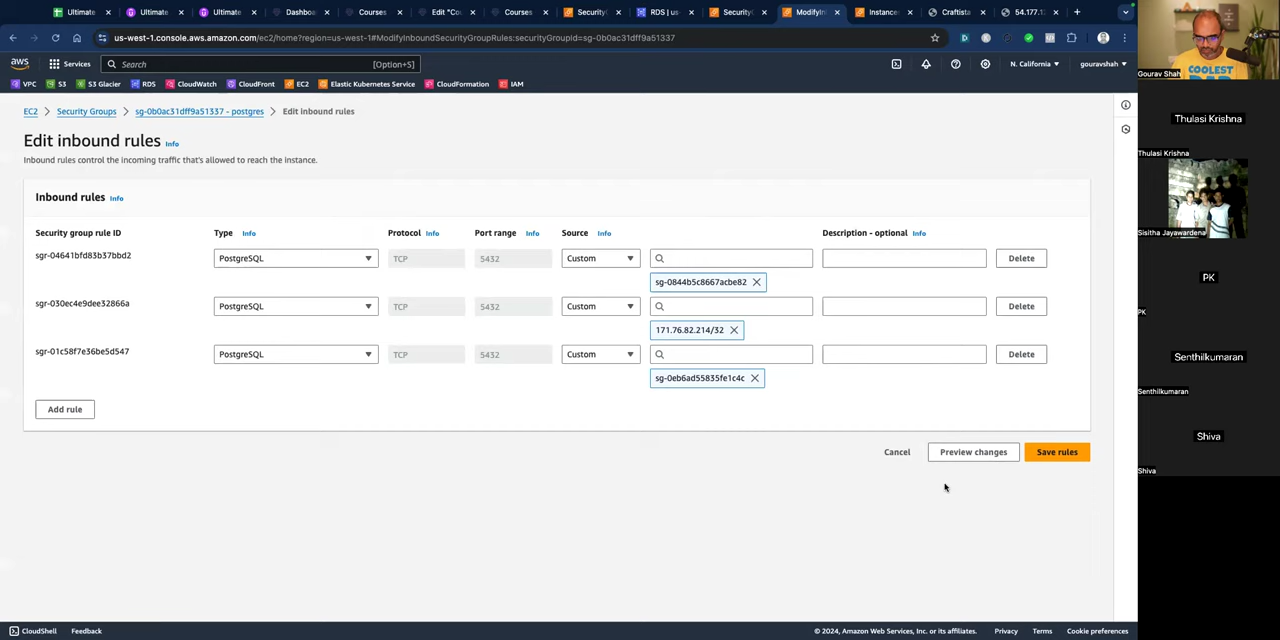 Ultimate
Ultimate
Ultimate
Dashboa
Courses
Edit "Co
Courses
Security
RDS | us
Security
ModifyIn
Instance
Craftista
54.177.1
us-west-1.console.aws.amazon.com/ec2/home?region=us-west-1#ModifyInboundSecurityGroupRules:securityGroupId=sg-0b0ac31dff9a51337
aws
Services
Search
[Option+S]
N. California
gouravshah
VPC
S3
S3 Glacier
RDS
CloudWatch
CloudFront
EC2
Elastic Kubernetes Service
CloudFormation
IAM
EC2 > Security Groups > sg-0b0ac31dff9a51337 - postgres > Edit inbound rules
Edit inbound rules Info
Inbound rules control the incoming traffic that's allowed to reach the instance.
Inbound rules Info
Security group rule ID
Type Info
Protocol Info
Port range Info
Source Info
Description - optional Info
sgr-04641bfd83b37bbd2
PostgreSQL
TCP
5432
Custom
Delete
sg-0844b5c8667acbe82
sgr-030ec4e9dee32866a
PostgreSQL
TCP
5432
Custom
Delete
171.76.82.214/32
sgr-01c58f7e36be5d547
PostgreSQL
TCP
5432
Custom
Delete
sg-0eb6ad55835fe1c4c
Add rule
Cancel
Preview changes
Save rules
CloudShell
Feedback
© 2024, Amazon Web Services, Inc. or its affiliates.
Privacy
Terms
Cookie preferences
COOLEST
Gourav Shah
Thulasi Krishna
Thulasi Krishna
Sisitha Jayawardena
PK
PK
Senthilkumaran
Senthilkumaran
Shiva
Shiva